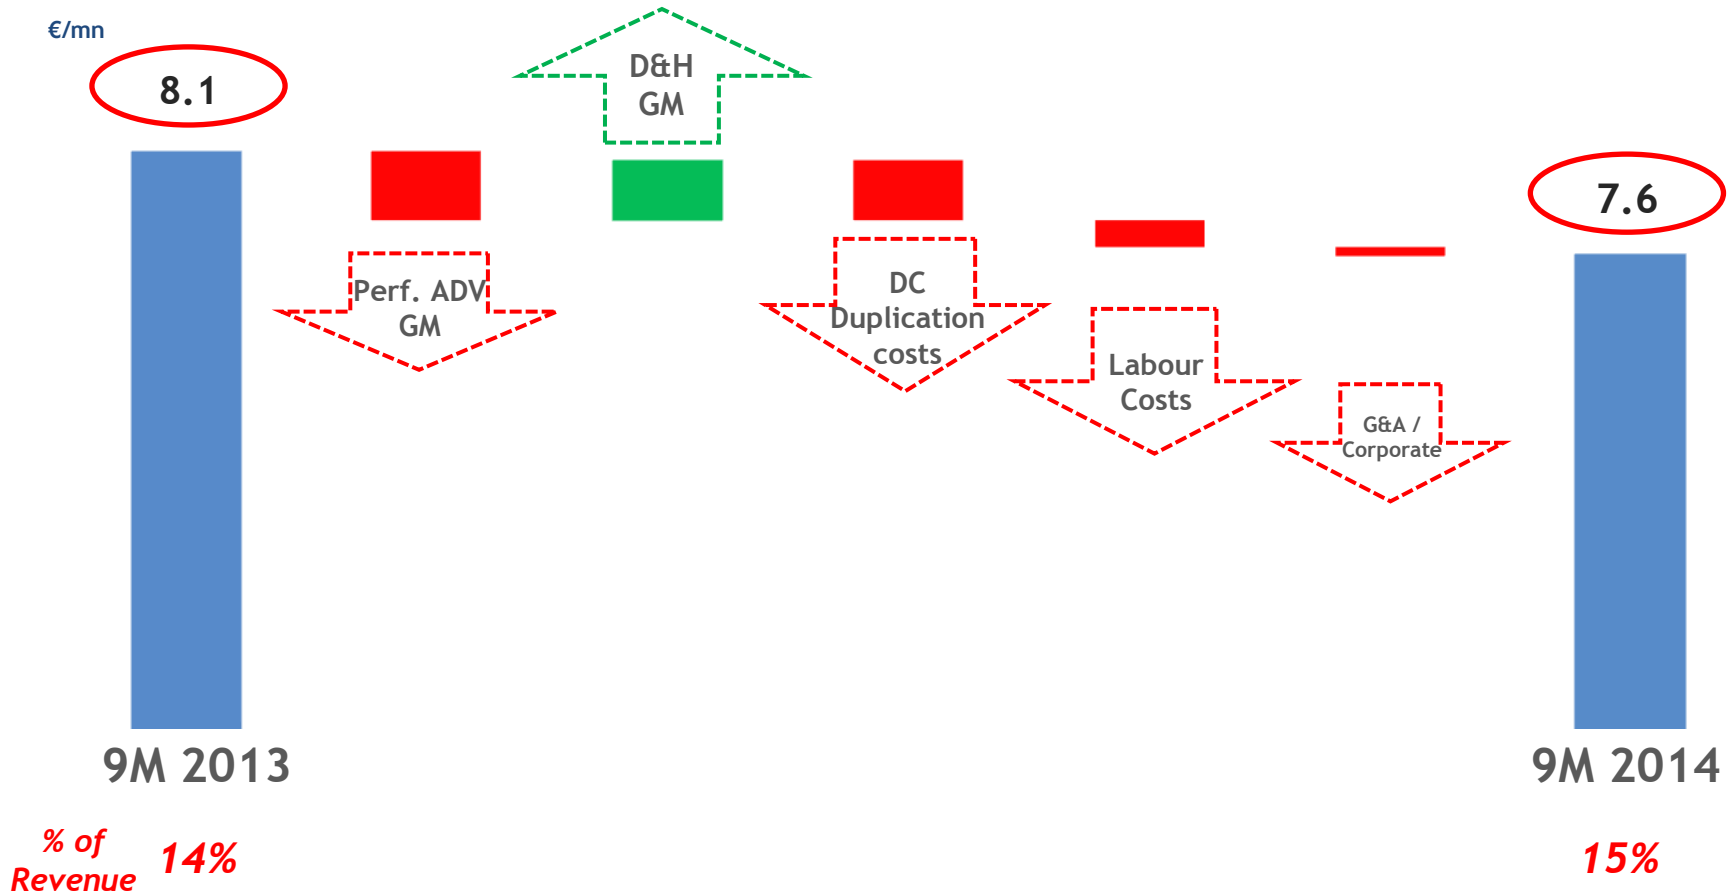 €/mn
8.1
D&H
GM
7.6
Perf. ADV
GM
DC
Duplication
costs
Labour
Costs
G&A /
Corporate
9M 2013
9M 2014
% of
Revenue
14%
15%